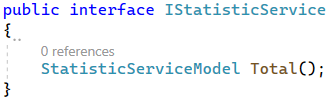 public interface IStatisticService
{
0 references
StatisticServiceModel Total();
}